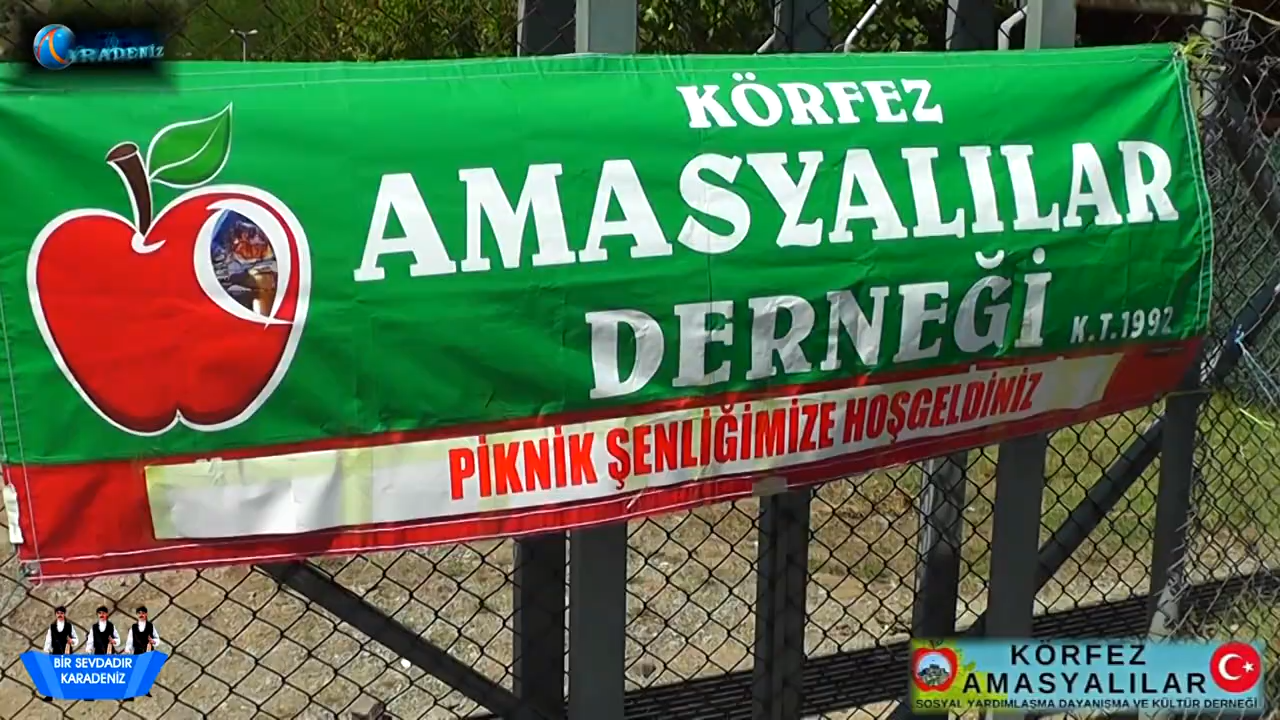 RADENİZ
KÖRFEZ
AMASYALILAR
DERNEĞİ
K.T.1992
PİKNİK ŞENLİĞİMİZE HOŞGELDİNİZ
BİR SEVDADIR
KARADENİZ
KÖRFEZ
AMASYALILAR
SOSYAL YARDIMLAŞMA DAYANIŞMA VE KÜLTÜR DERNEĞİ